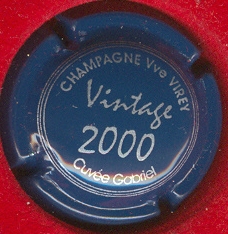 CHAMPAGNE Vve VIREY
Vintage
2000
Cuvée Gabriel